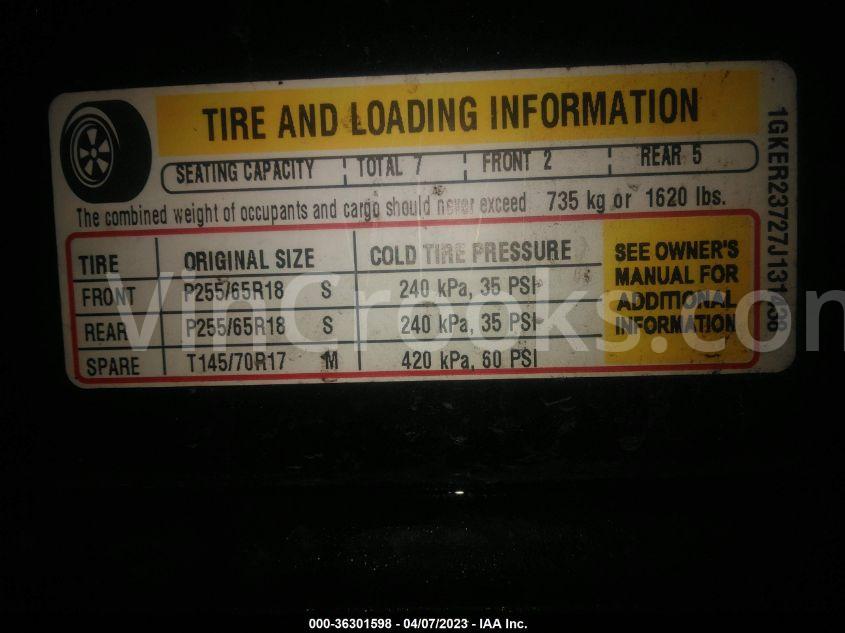 TIRE AND LOADING INFORMATION
SEATING CAPACITY TOTAL 7 FRONT 2 REAR 5
The combined weight of occupants and cargo should never exceed 735 kg or 1620 lbs.
TIRE ORIGINAL SIZE COLD TIRE PRESSURE
FRONT P255/65R18 S 240 kPa, 35 PSI
REAR P255/65R18 S 240 kPa, 35 PSI
SPARE T145/70R17 M 420 kPa, 60 PSI
SEE OWNER'S
MANUAL FOR
ADDITIONAL
INFORMATION
1GKER23727J131438
VinCrooks.com
000-36301598 - 04/07/2023 - IAA Inc.